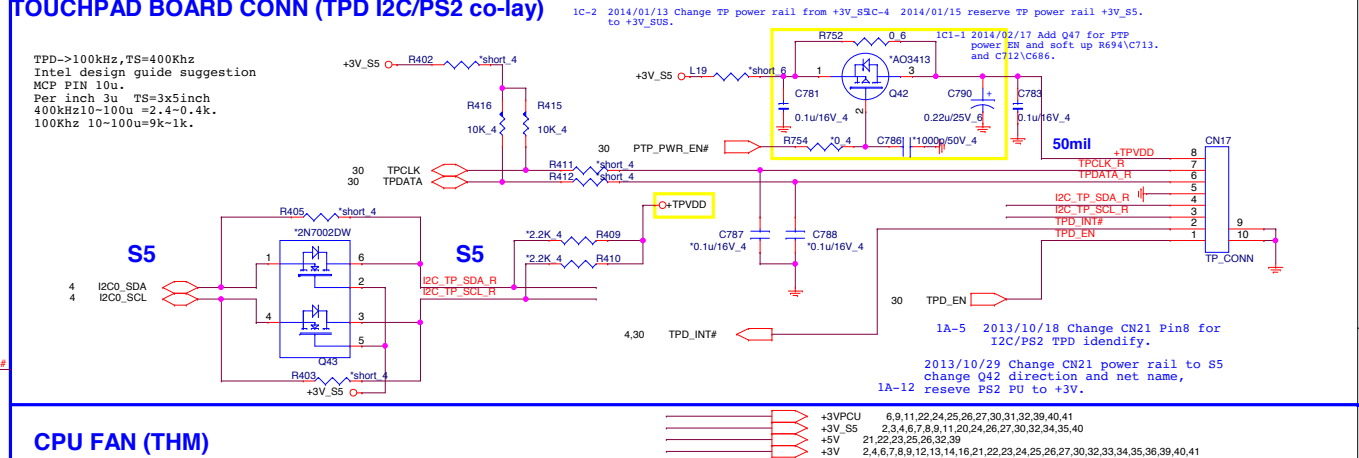 TOUCHPAD BOARD CONN (TPD I2C/PS2 co-lay)
1C-2 2014/01/13 Change TP power rail from +3V_S5
to +3V_SUS.
1C-4 2014/01/15 reserve TP power rail +3V_S5.
1C1-1 2014/02/17 Add Q47 for PTP
power EN and soft up R694\C713.
and C712\C686.
TPD->100kHz,TS=400Khz
Intel design guide suggestion
MCP PIN 10u.
Per inch 3u TS=3x5inch
400kHz10~100u =2.4~0.4k.
100Khz 10~100u=9k~1k.
+3V_S5
R402
*short_4
R416
10K_4
R415
10K_4
+3V_S5
L19
*short_6
R752
0_6
*AO3413
1
3
2
Q42
C781
0.1u/16V_4
C790
+
0.22u/25V_6
C783
0.1u/16V_4
30
PTP_PWR_EN#
R754
*0_4
C786
*1000p/50V_4
50mil
CN17
+TPVDD
TPCLK_R
TPDATA_R
I2C_TP_SDA_R
I2C_TP_SCL_R
TPD_INT#
TPD_EN
8
7
6
5
4
3
2
1
9
10
TP_CONN
30
TPCLK
30
TPDATA
R411
*short_4
R412
*short_4
+TPVDD
R405
*short_4
*2N7002DW
S5
S5
*2.2K_4
R409
*2.2K_4
R410
C787
*0.1u/16V_4
C788
*0.1u/16V_4
4
I2C0_SDA
4
I2C0_SCL
1
6
2
4
3
5
Q43
I2C_TP_SDA_R
I2C_TP_SCL_R
R403
*short_4
+3V_S5
30
TPD_EN
4,30
TPD_INT#
1A-5 2013/10/18 Change CN21 Pin8 for
I2C/PS2 TPD idendify.
2013/10/29 Change CN21 power rail to S5
change Q42 direction and net name,
1A-12 reseve PS2 PU to +3V.
#
CPU FAN (THM)
+3VPCU 6,9,11,22,24,25,26,27,30,31,32,39,40,41
+3V_S5 2,3,4,6,7,8,9,11,20,24,26,27,30,32,34,35,40
+5V 21,22,23,25,26,32,39
+3V 2,4,6,7,8,9,12,13,14,16,21,22,23,24,25,26,27,30,32,33,34,35,36,39,40,41